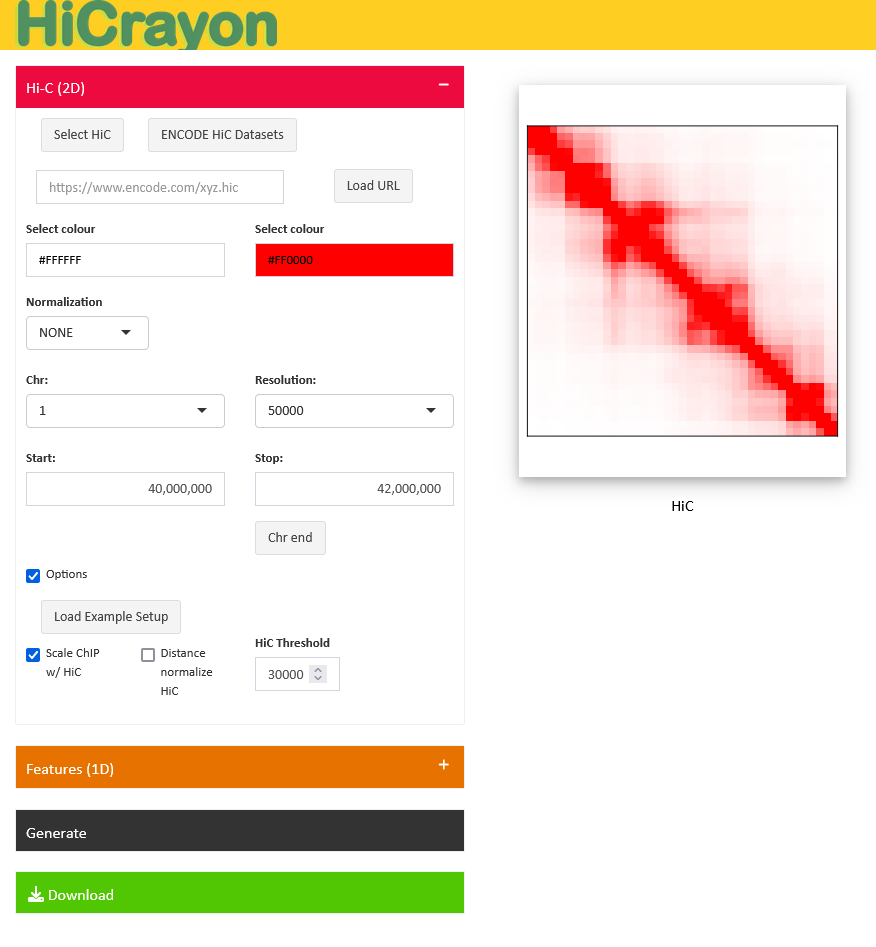 HiCrayon
Hi-C (2D)
Select HiC
ENCODE HiC Datasets
https://www.encode.com/xyz.hic
Load URL
Select colour
Select colour
#FFFFFF
#FF0000
Normalization
NONE
Chr:
Resolution:
1
50000
Start:
Stop:
40,000,000
42,000,000
Chr end
Options
Load Example Setup
Scale ChIP
w/ HiC
Distance
normalize
HiC
HiC Threshold
30000
Features (1D)
Generate
Download
HiC